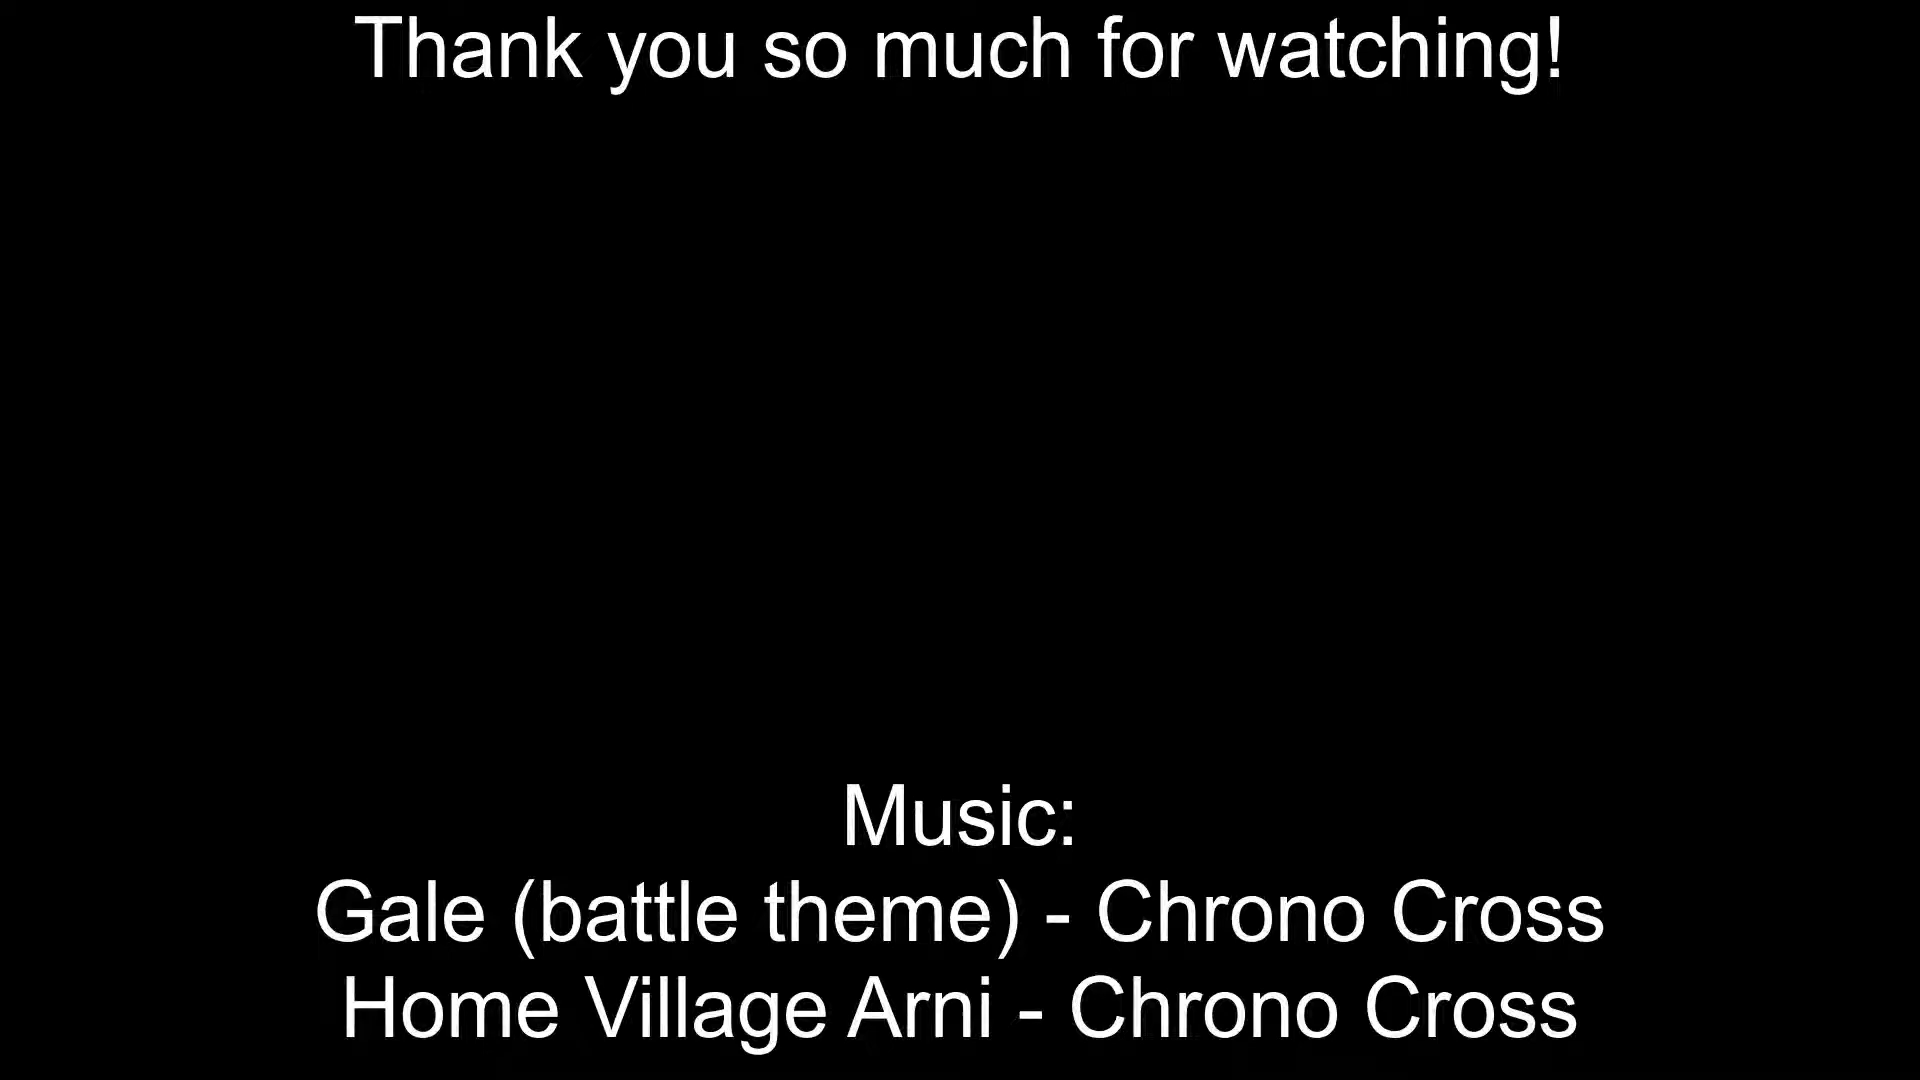 Thank you so much for watching!
Music:
Gale (battle theme) - Chrono Cross
Home Village Arni - Chrono Cross